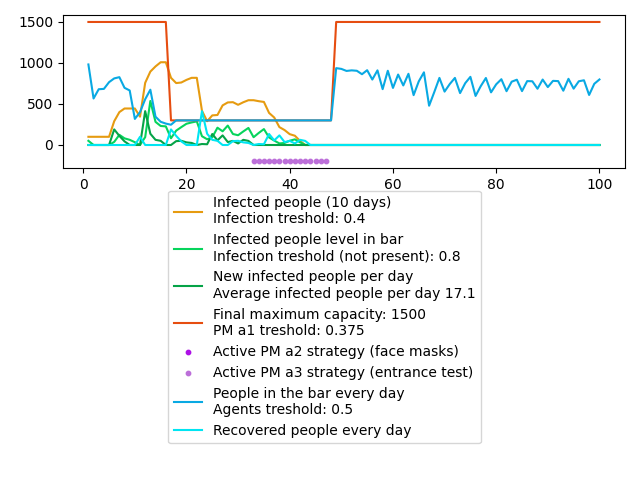 1500
1000
500
0
0 20 40 60 80 100
Infected people (10 days)
Infection treshold: 0.4
Infected people level in bar
Infection treshold (not present): 0.8
New infected people per day
Average infected people per day 17.1
Final maximum capacity: 1500
PM a1 treshold: 0.375
Active PM a2 strategy (face masks)
Active PM a3 strategy (entrance test)
People in the bar every day
Agents treshold: 0.5
Recovered people every day